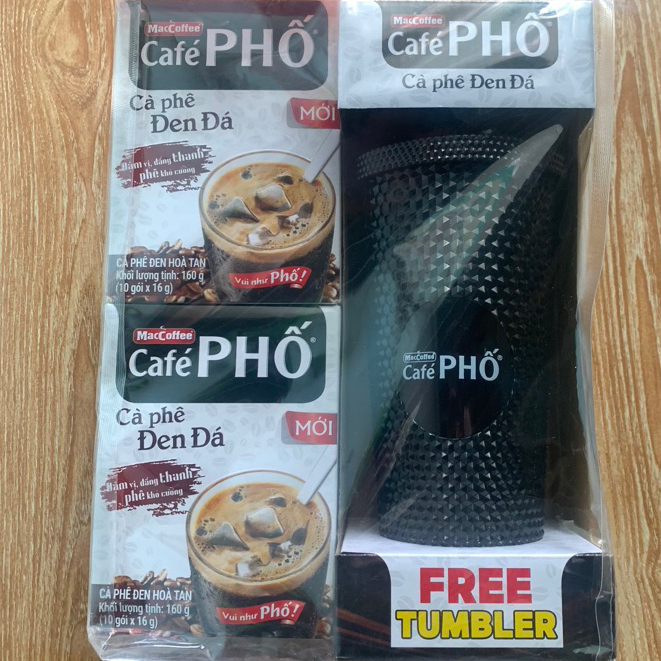 MacCoffee
Café PHỐ
Cà phê
Đen Đá
MỚI
Đậm vị, đắng thanh
phê khó cưỡng
CÀ PHÊ ĐEN HOÀ TAN
Khối lượng tịnh: 160 g
(10 gói x 16 g)
Vui như Phố!
MacCoffee
Café PHỐ®
Cà phê
Đen Đá
MỚI
Đậm vị, đắng thanh
phê khó cưỡng
CÀ PHÊ ĐEN HOÀ TAN
Khối lượng tịnh: 160 g
(10 gói x 16 g)
Vui như Phố!
MacCoffee
Café PHỐ®
Cà phê Đen Đá
MacCoffee
Café PHỐ®
FREE
TUMBLER